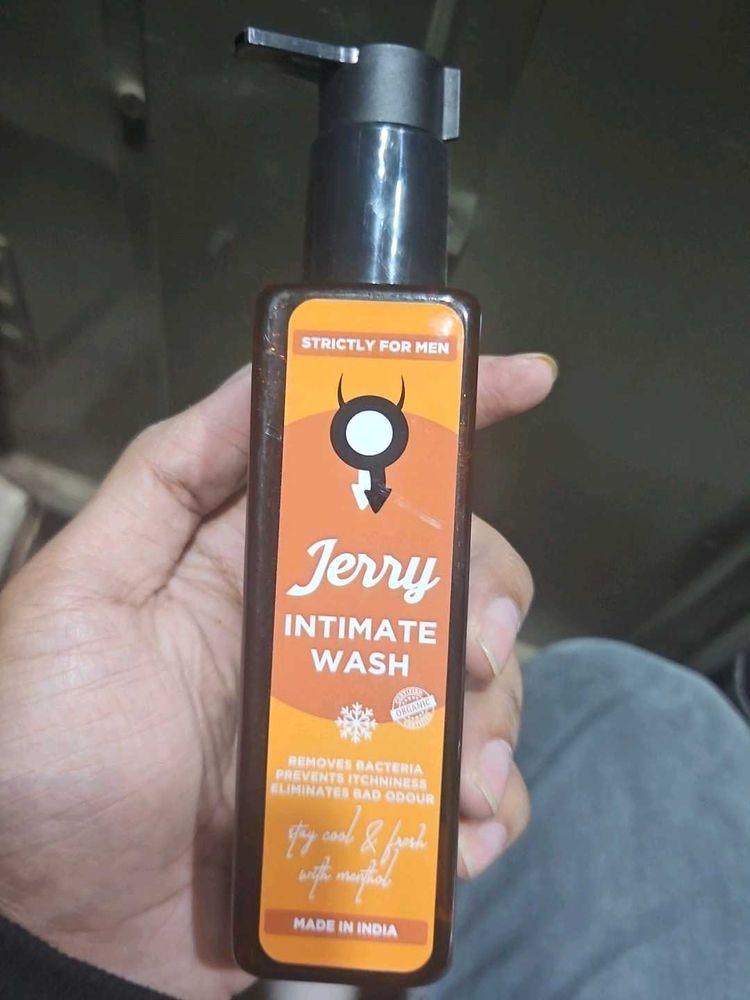 STRICTLY FOR MEN
Jerry
INTIMATE
WASH
ORGANIC
REMOVES BACTERIA
PREVENTS ITCHNINESS
ELIMINATES BAD ODOUR
stay cool & fresh
with menthol
MADE IN INDIA